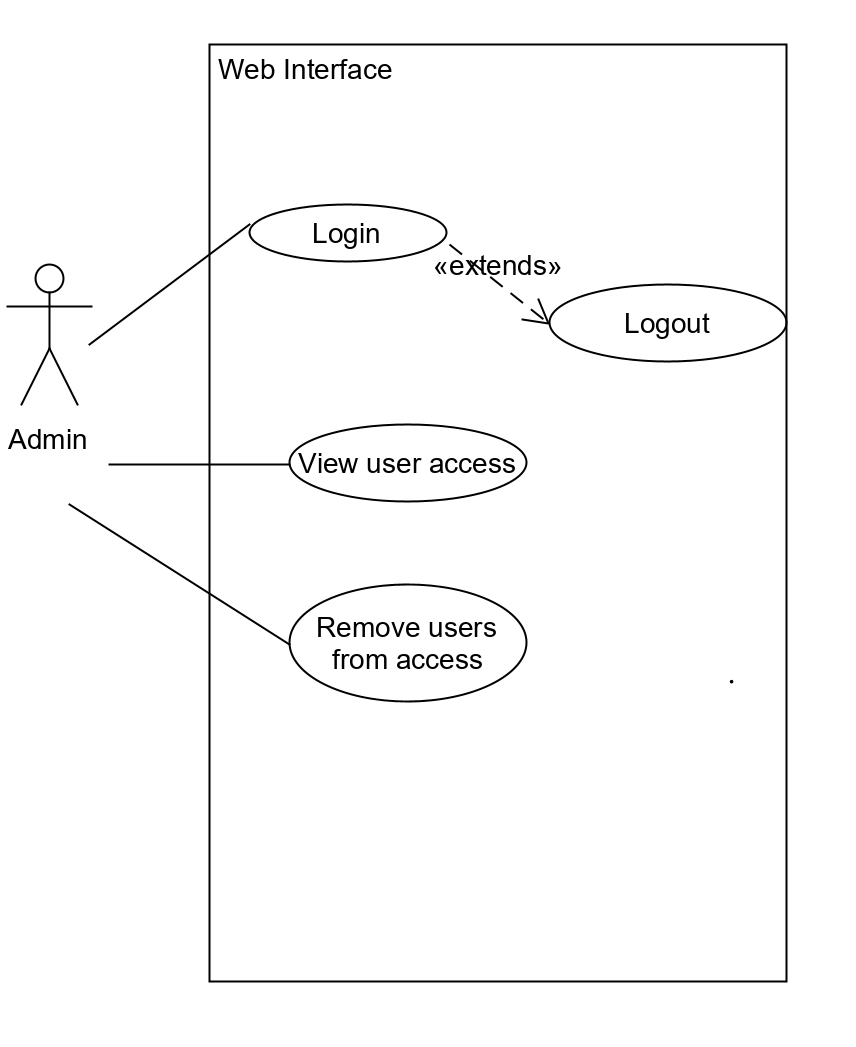 Web Interface
Login
«extends»
Logout
Admin
View user access
Remove users
from access
.